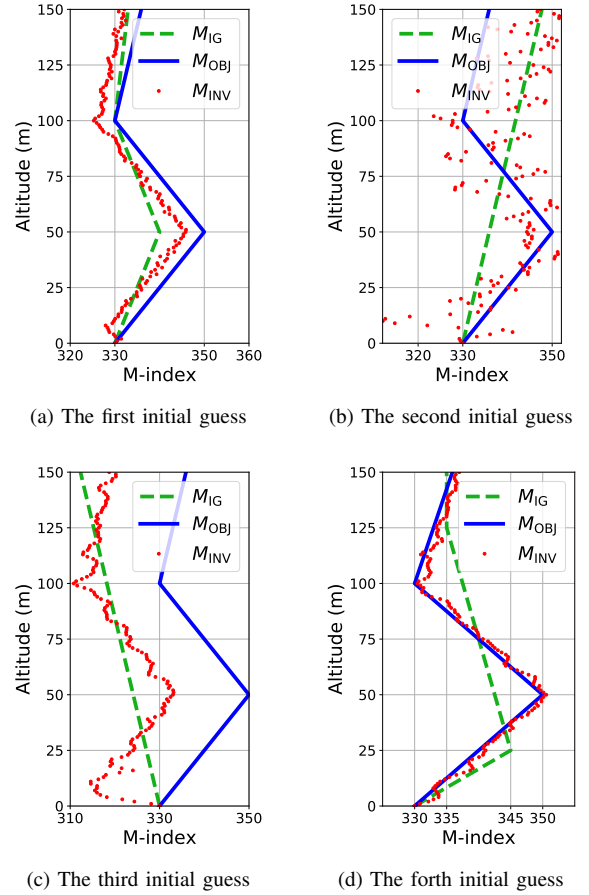 150
125
100
75
50
25
0
Altitude (m)
M_IG
M_OBJ
M_INV
320 330 340 350 360
M-index
(a) The first initial guess
150
125
100
75
50
25
0
Altitude (m)
M_IG
M_OBJ
M_INV
320 330 340 350
M-index
(b) The second initial guess
150
125
100
75
50
25
0
Altitude (m)
M_IG
M_OBJ
M_INV
310 320 330 340 350
M-index
(c) The third initial guess
150
125
100
75
50
25
0
Altitude (m)
M_IG
M_OBJ
M_INV
330 335 345 350
M-index
(d) The forth initial guess